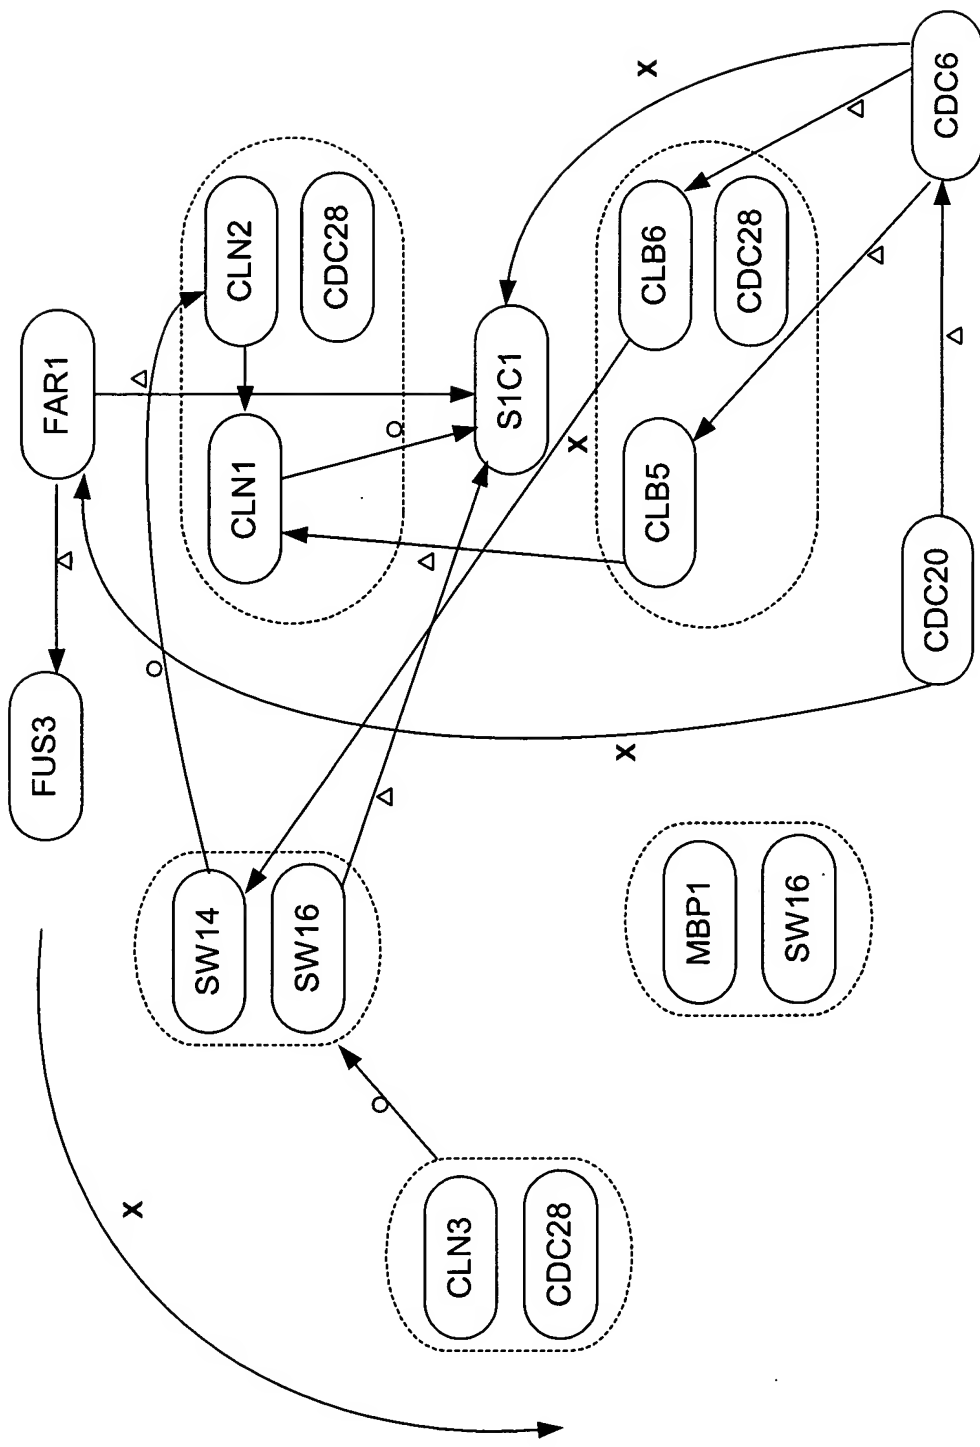 FUS3
FAR1
X
SW14
CLN1
CLN2
SW16
CDC28
CLN3
S1C1
CDC28
X
X
X
CLB5
CLB6
MBP1
CDC28
SW16
CDC20
CDC6